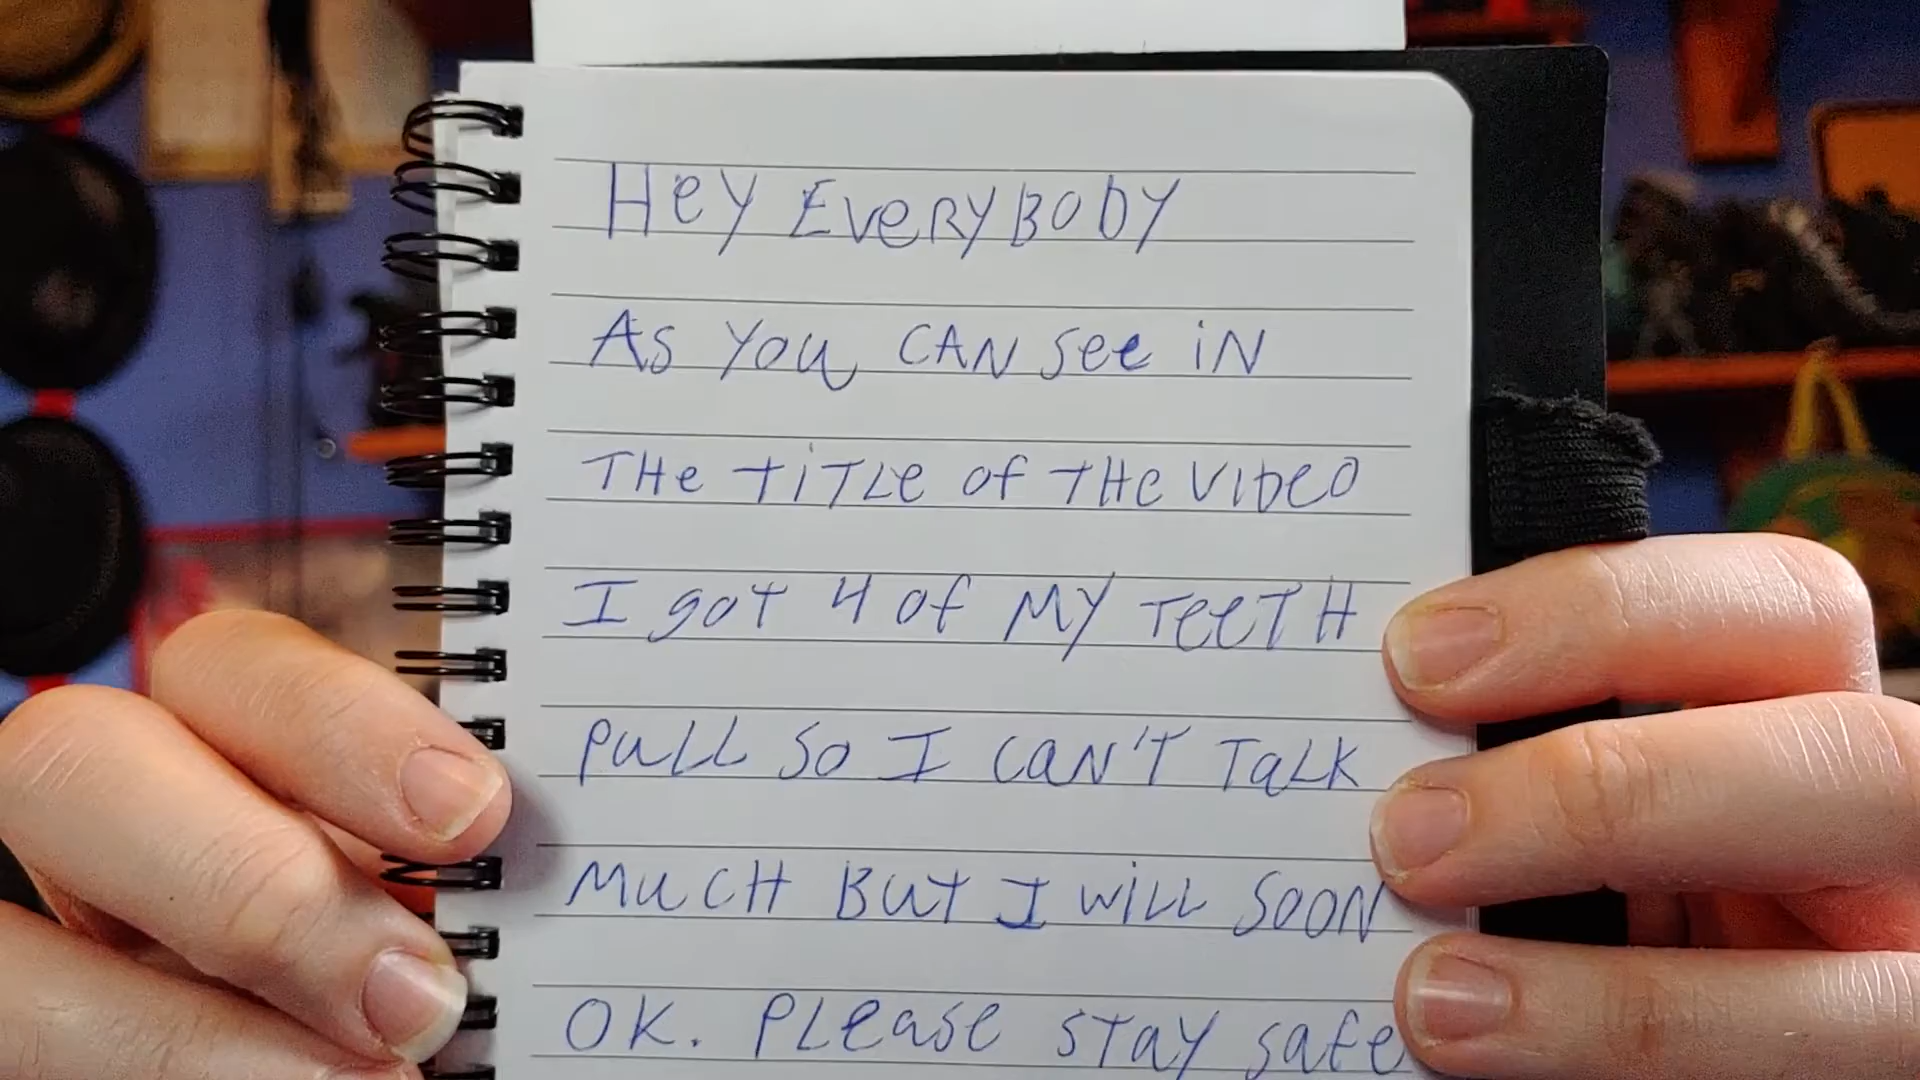 Hey EVeRYBODY
As you CAN see iN
THe TiTLe of THe ViDeO
I got 4 of MY TeeTH
PULL So I CaN'T TaLK
MuCH BuT I WiLL SooN
OK. PLease STay safe